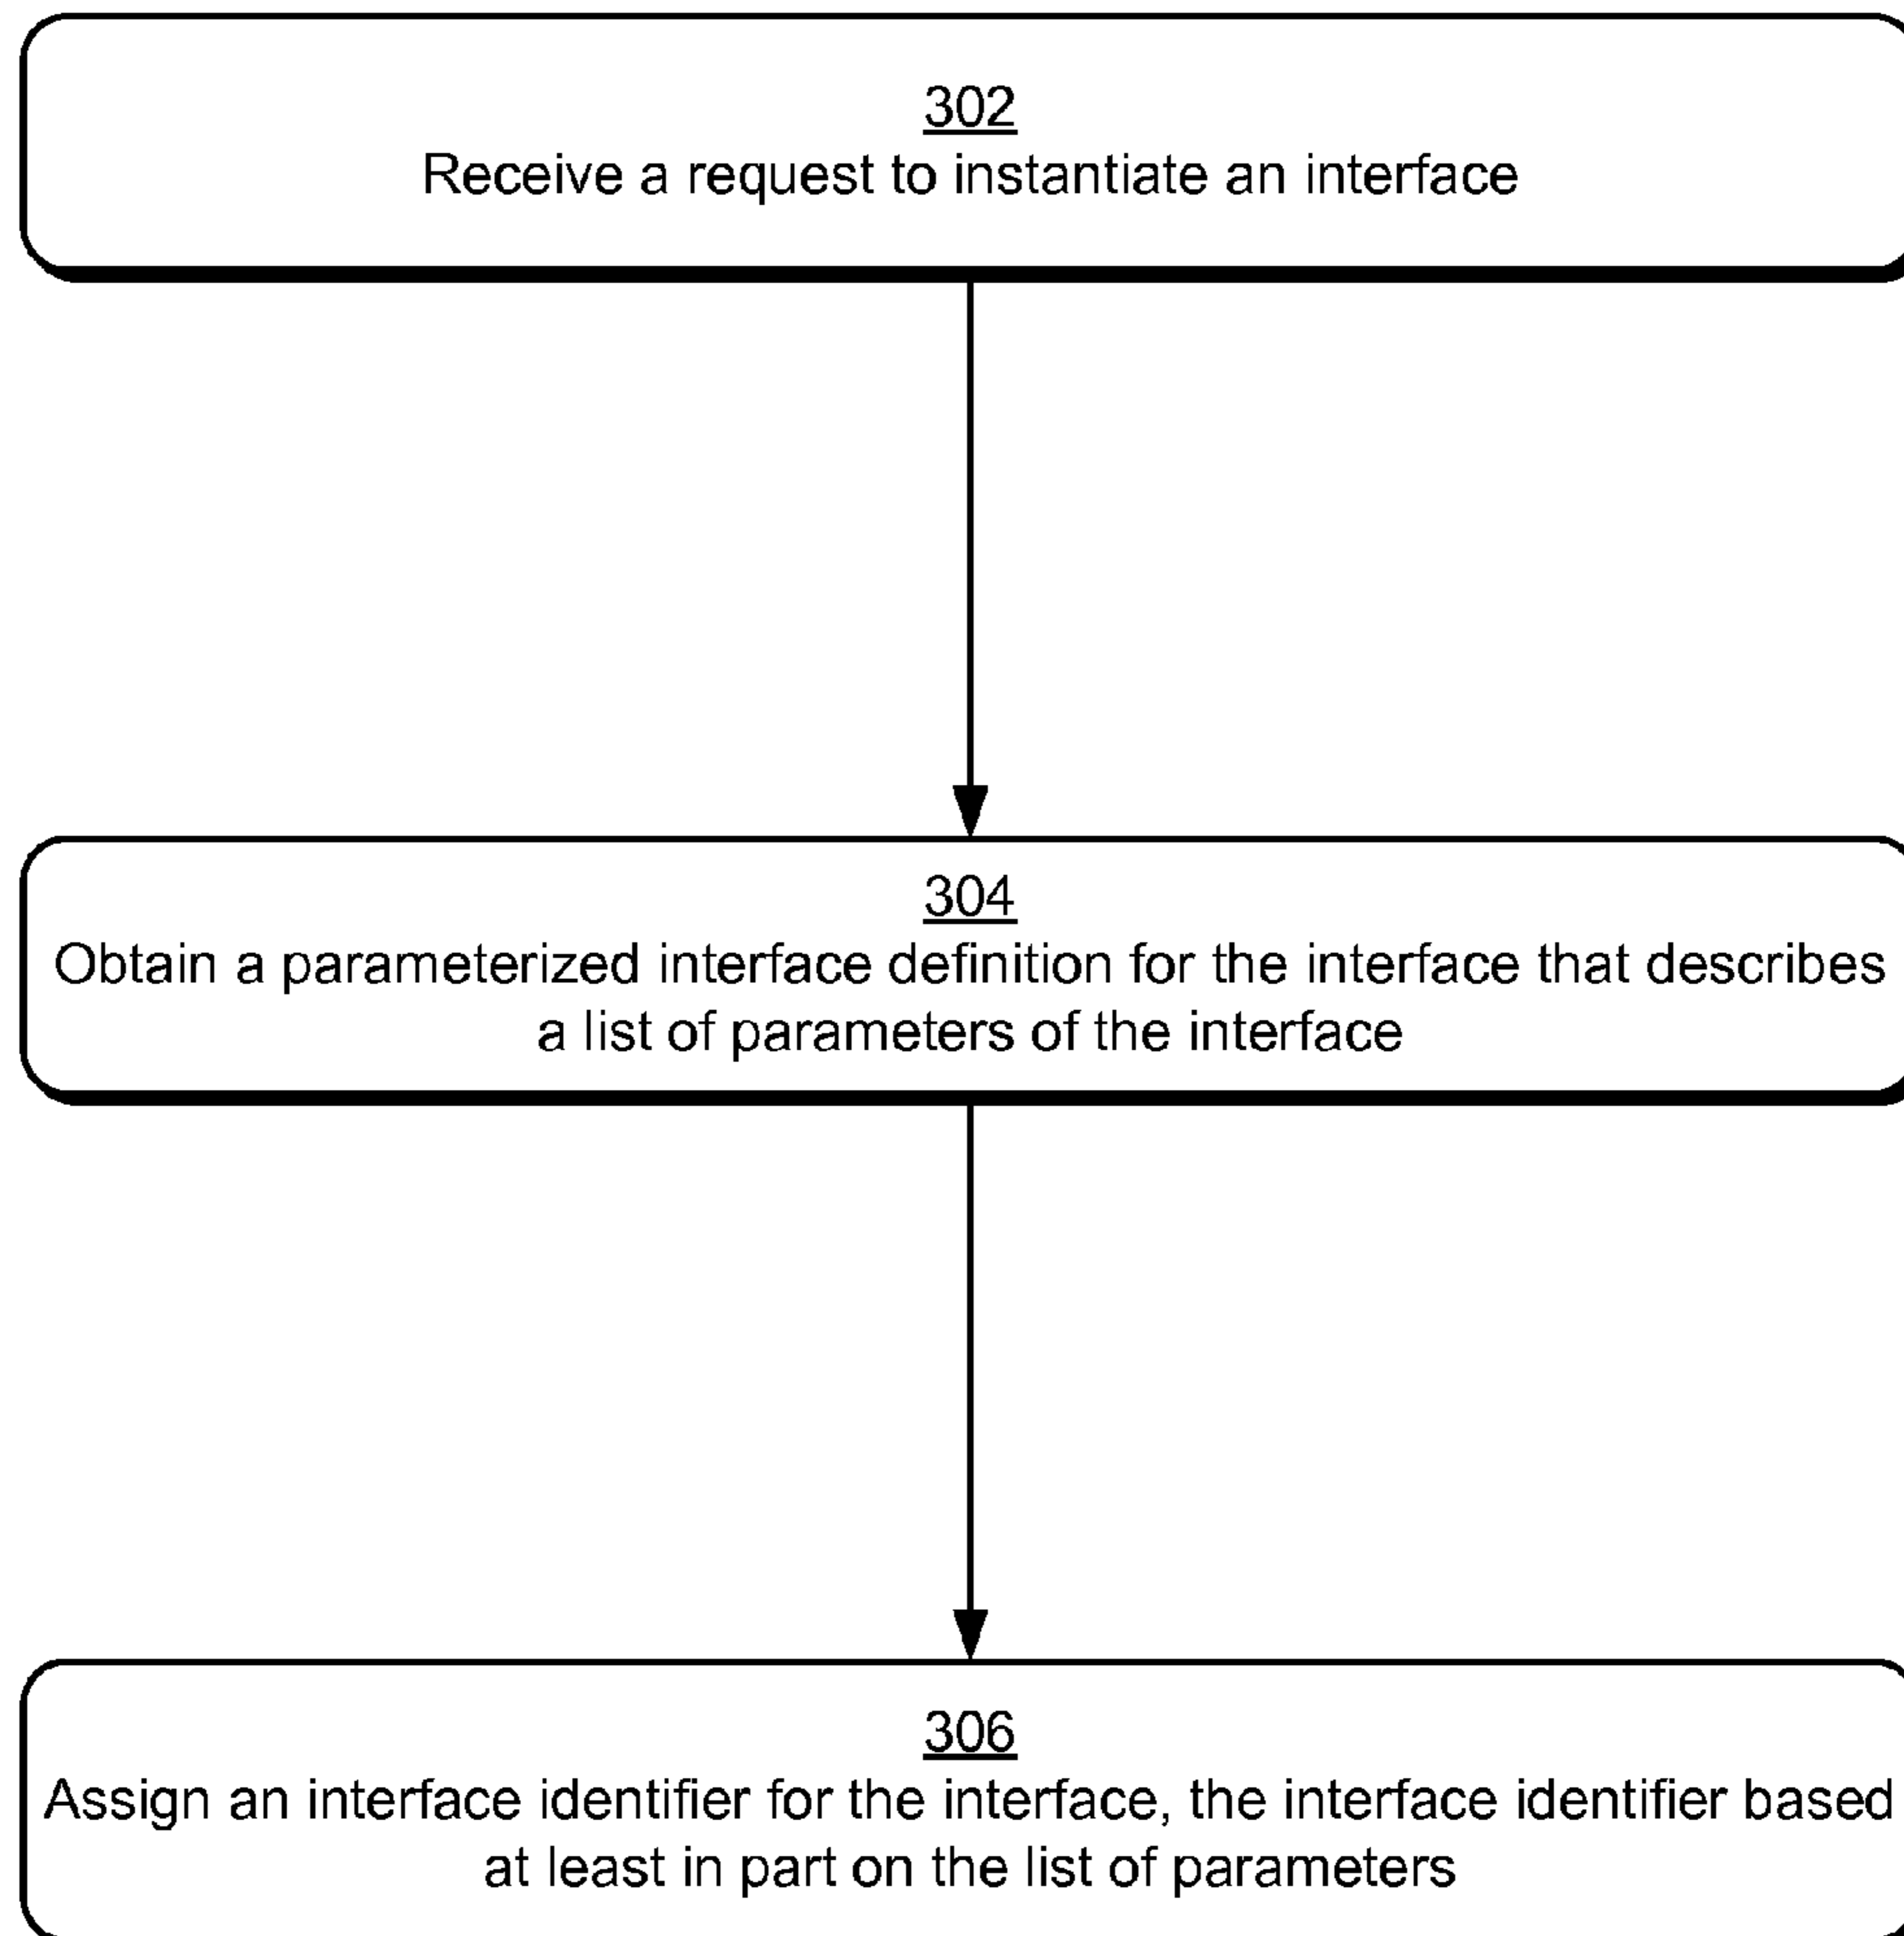 302
Receive a request to instantiate an interface
304
Obtain a parameterized interface definition for the interface that describes
a list of parameters of the interface
306
Assign an interface identifier for the interface, the interface identifier based
at least in part on the list of parameters